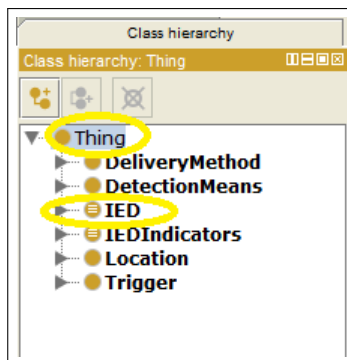 Class hierarchy
Class hierarchy: Thing
Thing
DeliveryMethod
DetectionMeans
IED
IEDIndicators
Location
Trigger